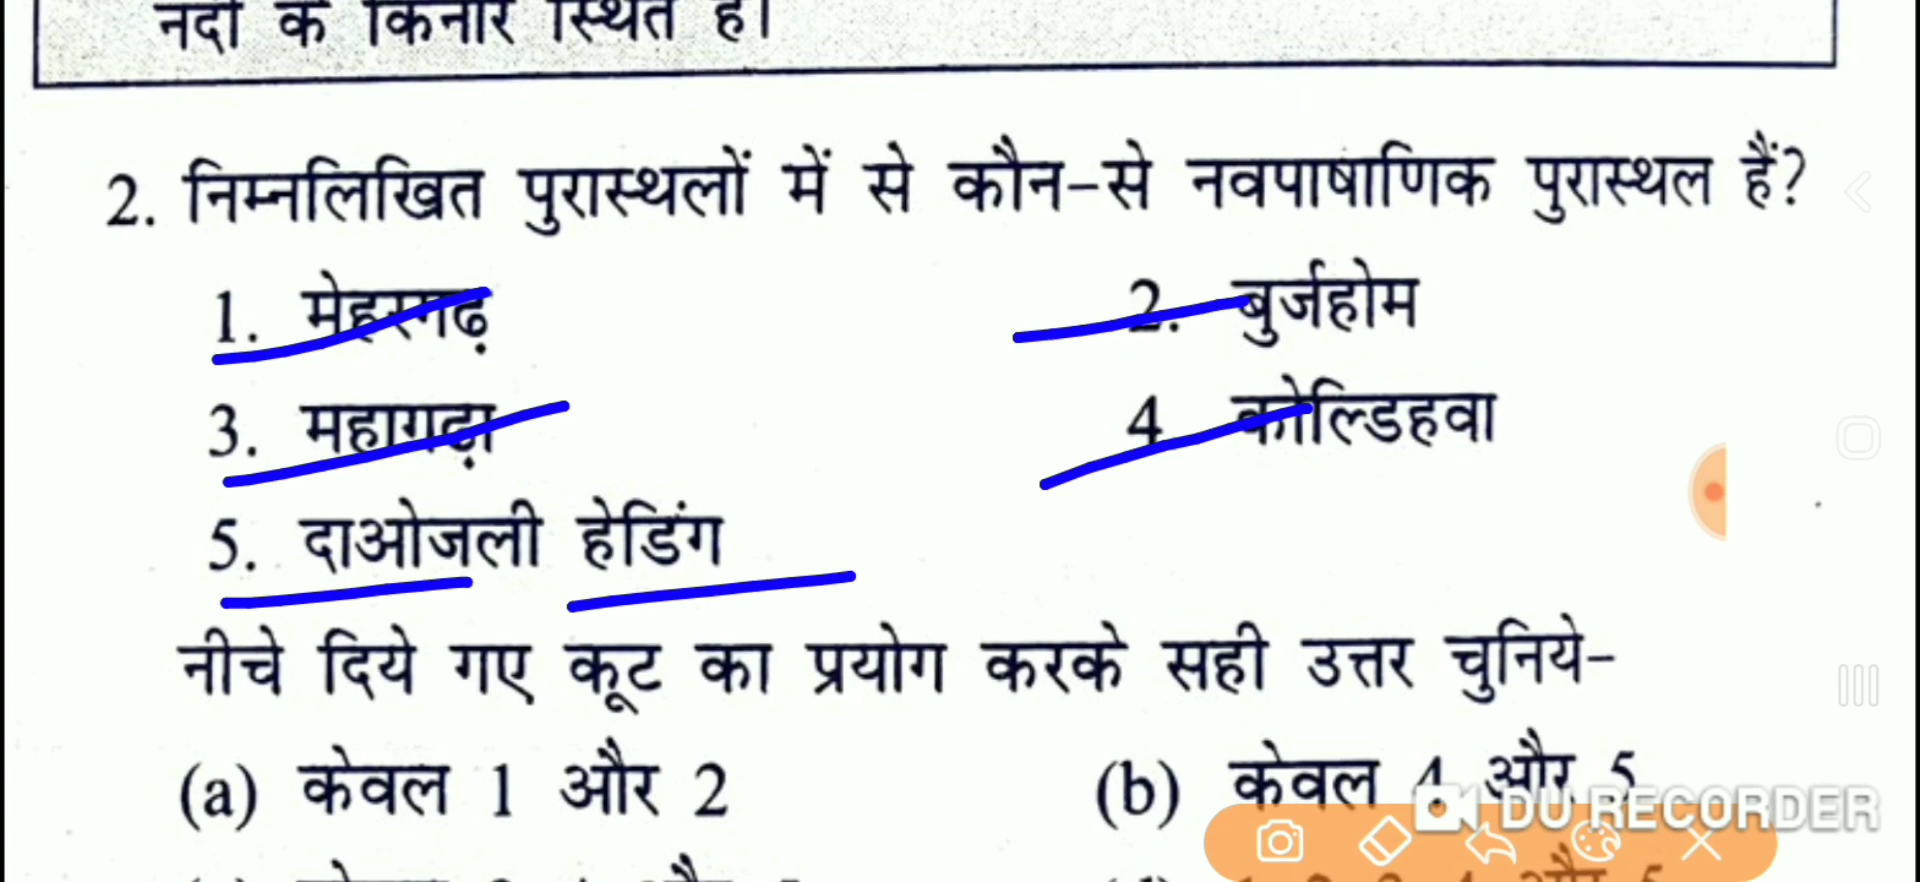 नदी के किनारे स्थित है।
2. निम्नलिखित पुरास्थलों में से कौन-से नवपाषाणिक पुरास्थल हैं?
1. मेहरगढ़ 2. बुर्जहोम
3. महागढ़ा 4 कोल्डिहवा
5. दाओजली हेडिंग
नीचे दिये गए कूट का प्रयोग करके सही उत्तर चुनिये-
(a) केवल 1 और 2 (b) केवल 4 और 5
DU RECORDER